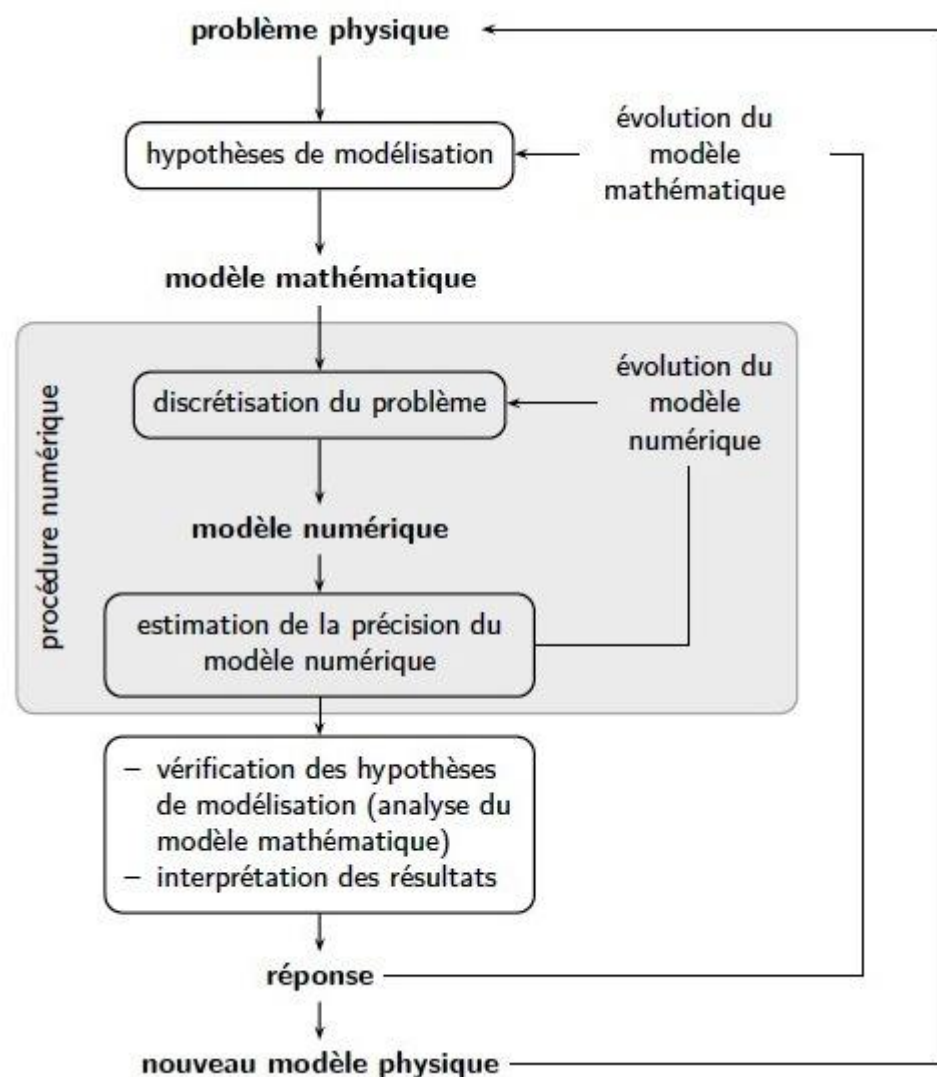 problème physique
hypothèses de modélisation
évolution du
modèle
mathématique
modèle mathématique
procédure numérique
discrétisation du problème
évolution du
modèle
numérique
modèle numérique
estimation de la précision du
modèle numérique
– vérification des hypothèses
de modélisation (analyse du
modèle mathématique)
– interprétation des résultats
réponse
nouveau modèle physique